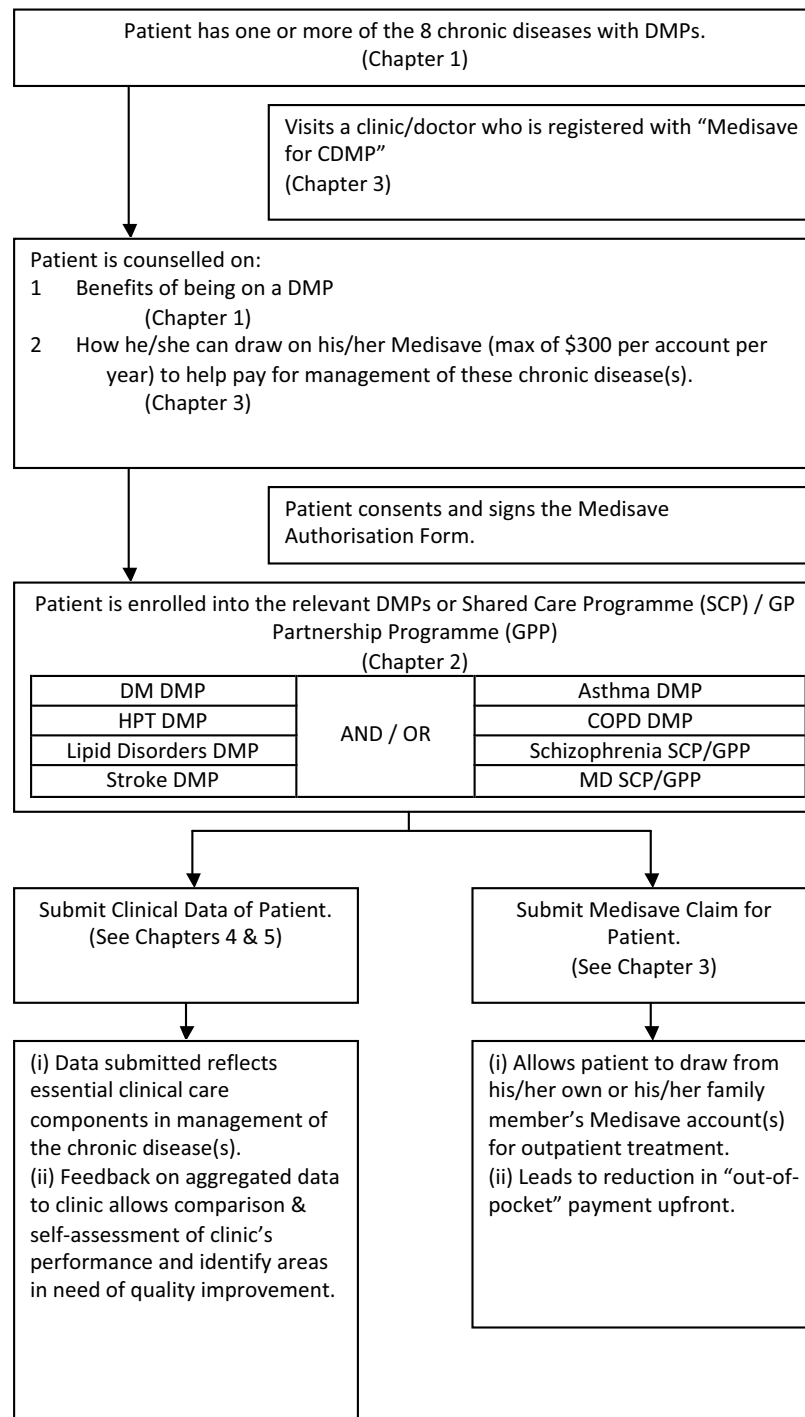 Patient has one or more of the 8 chronic diseases with DMPs.
(Chapter 1)
Visits a clinic/doctor who is registered with “Medisave
for CDMP”
(Chapter 3)
Patient is counselled on:
1 Benefits of being on a DMP
(Chapter 1)
2 How he/she can draw on his/her Medisave (max of $300 per account per
year) to help pay for management of these chronic disease(s).
(Chapter 3)
Patient consents and signs the Medisave
Authorisation Form.
Patient is enrolled into the relevant DMPs or Shared Care Programme (SCP) / GP
Partnership Programme (GPP)
(Chapter 2)
DM DMP
HPT DMP
Lipid Disorders DMP
Stroke DMP
AND / OR
Asthma DMP
COPD DMP
Schizophrenia SCP/GPP
MD SCP/GPP
Submit Clinical Data of Patient.
(See Chapters 4 & 5)
Submit Medisave Claim for
Patient.
(See Chapter 3)
(i) Data submitted reflects
essential clinical care
components in management of
the chronic disease(s).
(ii) Feedback on aggregated data
to clinic allows comparison &
self-assessment of clinic’s
performance and identify areas
in need of quality improvement.
(i) Allows patient to draw from
his/her own or his/her family
member’s Medisave account(s)
for outpatient treatment.
(ii) Leads to reduction in “out-of-
pocket” payment upfront.